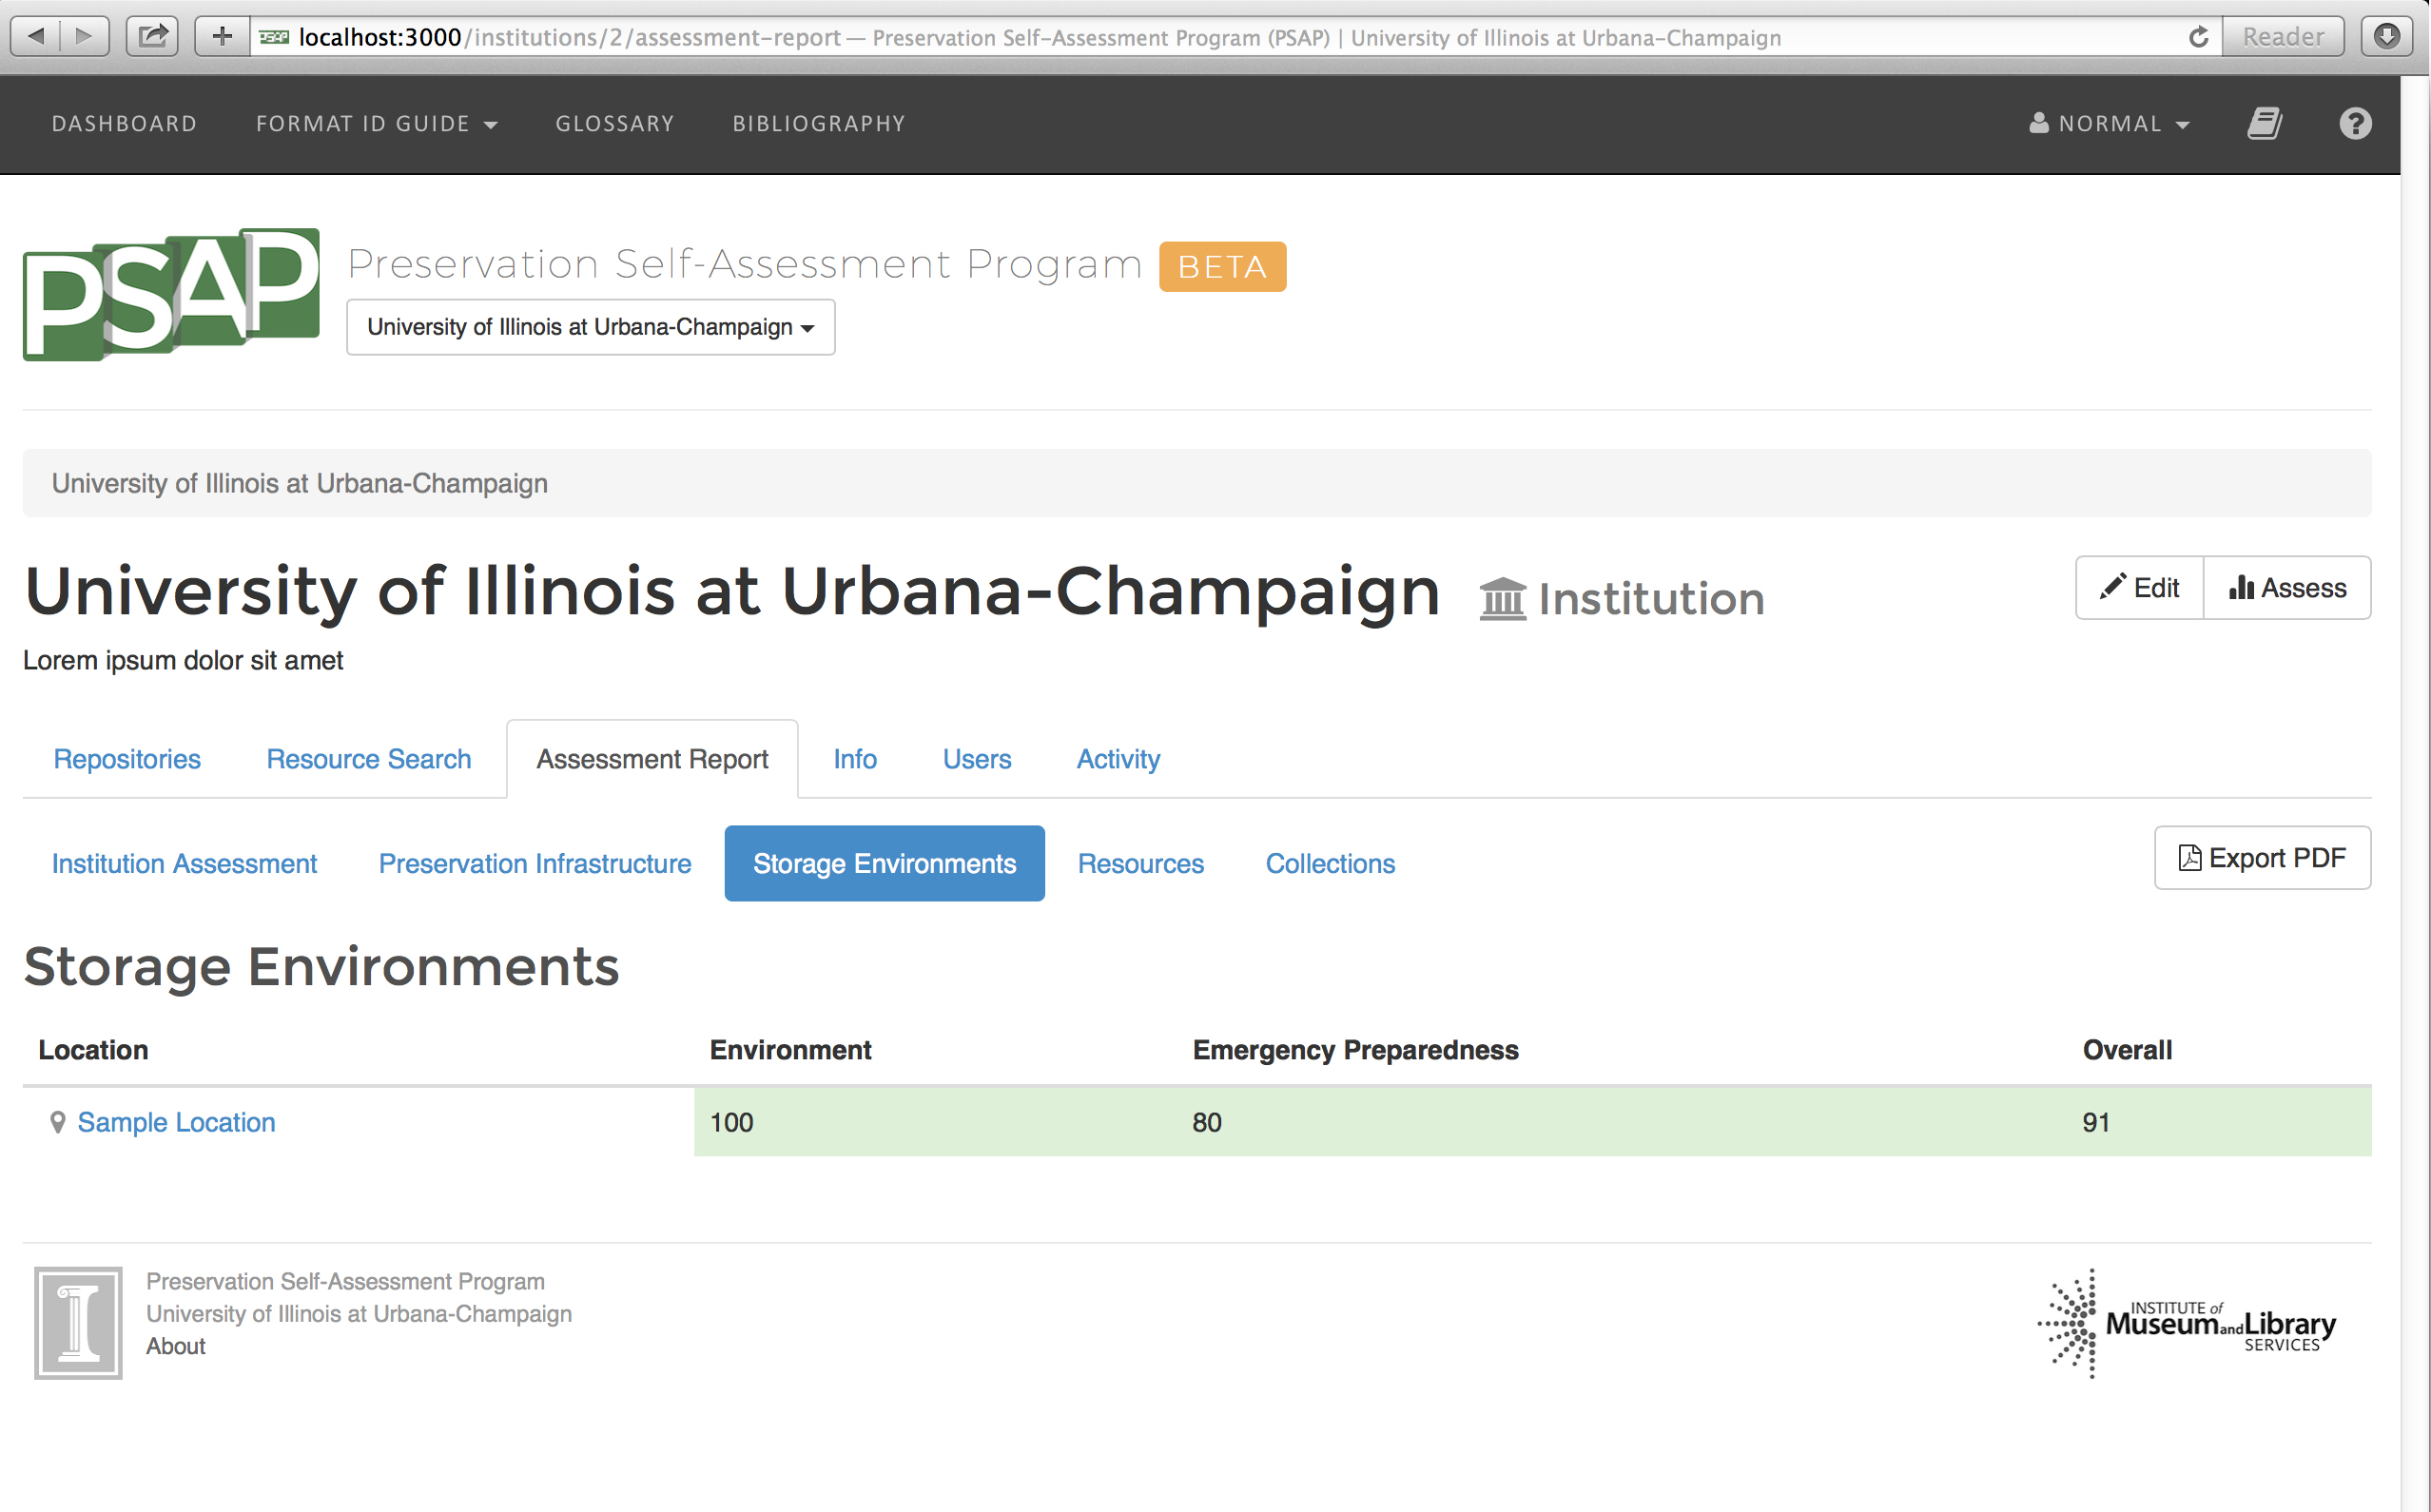 localhost:3000/institutions/2/assessment-report — Preservation Self-Assessment Program (PSAP) | University of Illinois at Urbana-Champaign
Reader
DASHBOARD FORMAT ID GUIDE GLOSSARY BIBLIOGRAPHY NORMAL
PSAP
Preservation Self-Assessment Program BETA
University of Illinois at Urbana-Champaign
University of Illinois at Urbana-Champaign
University of Illinois at Urbana-Champaign Institution
Edit Assess
Lorem ipsum dolor sit amet
Repositories Resource Search Assessment Report Info Users Activity
Institution Assessment Preservation Infrastructure Storage Environments Resources Collections
Export PDF
Storage Environments
Location Environment Emergency Preparedness Overall
Sample Location 100 80 91
Preservation Self-Assessment Program
University of Illinois at Urbana-Champaign
About
INSTITUTE of
Museum and Library
SERVICES